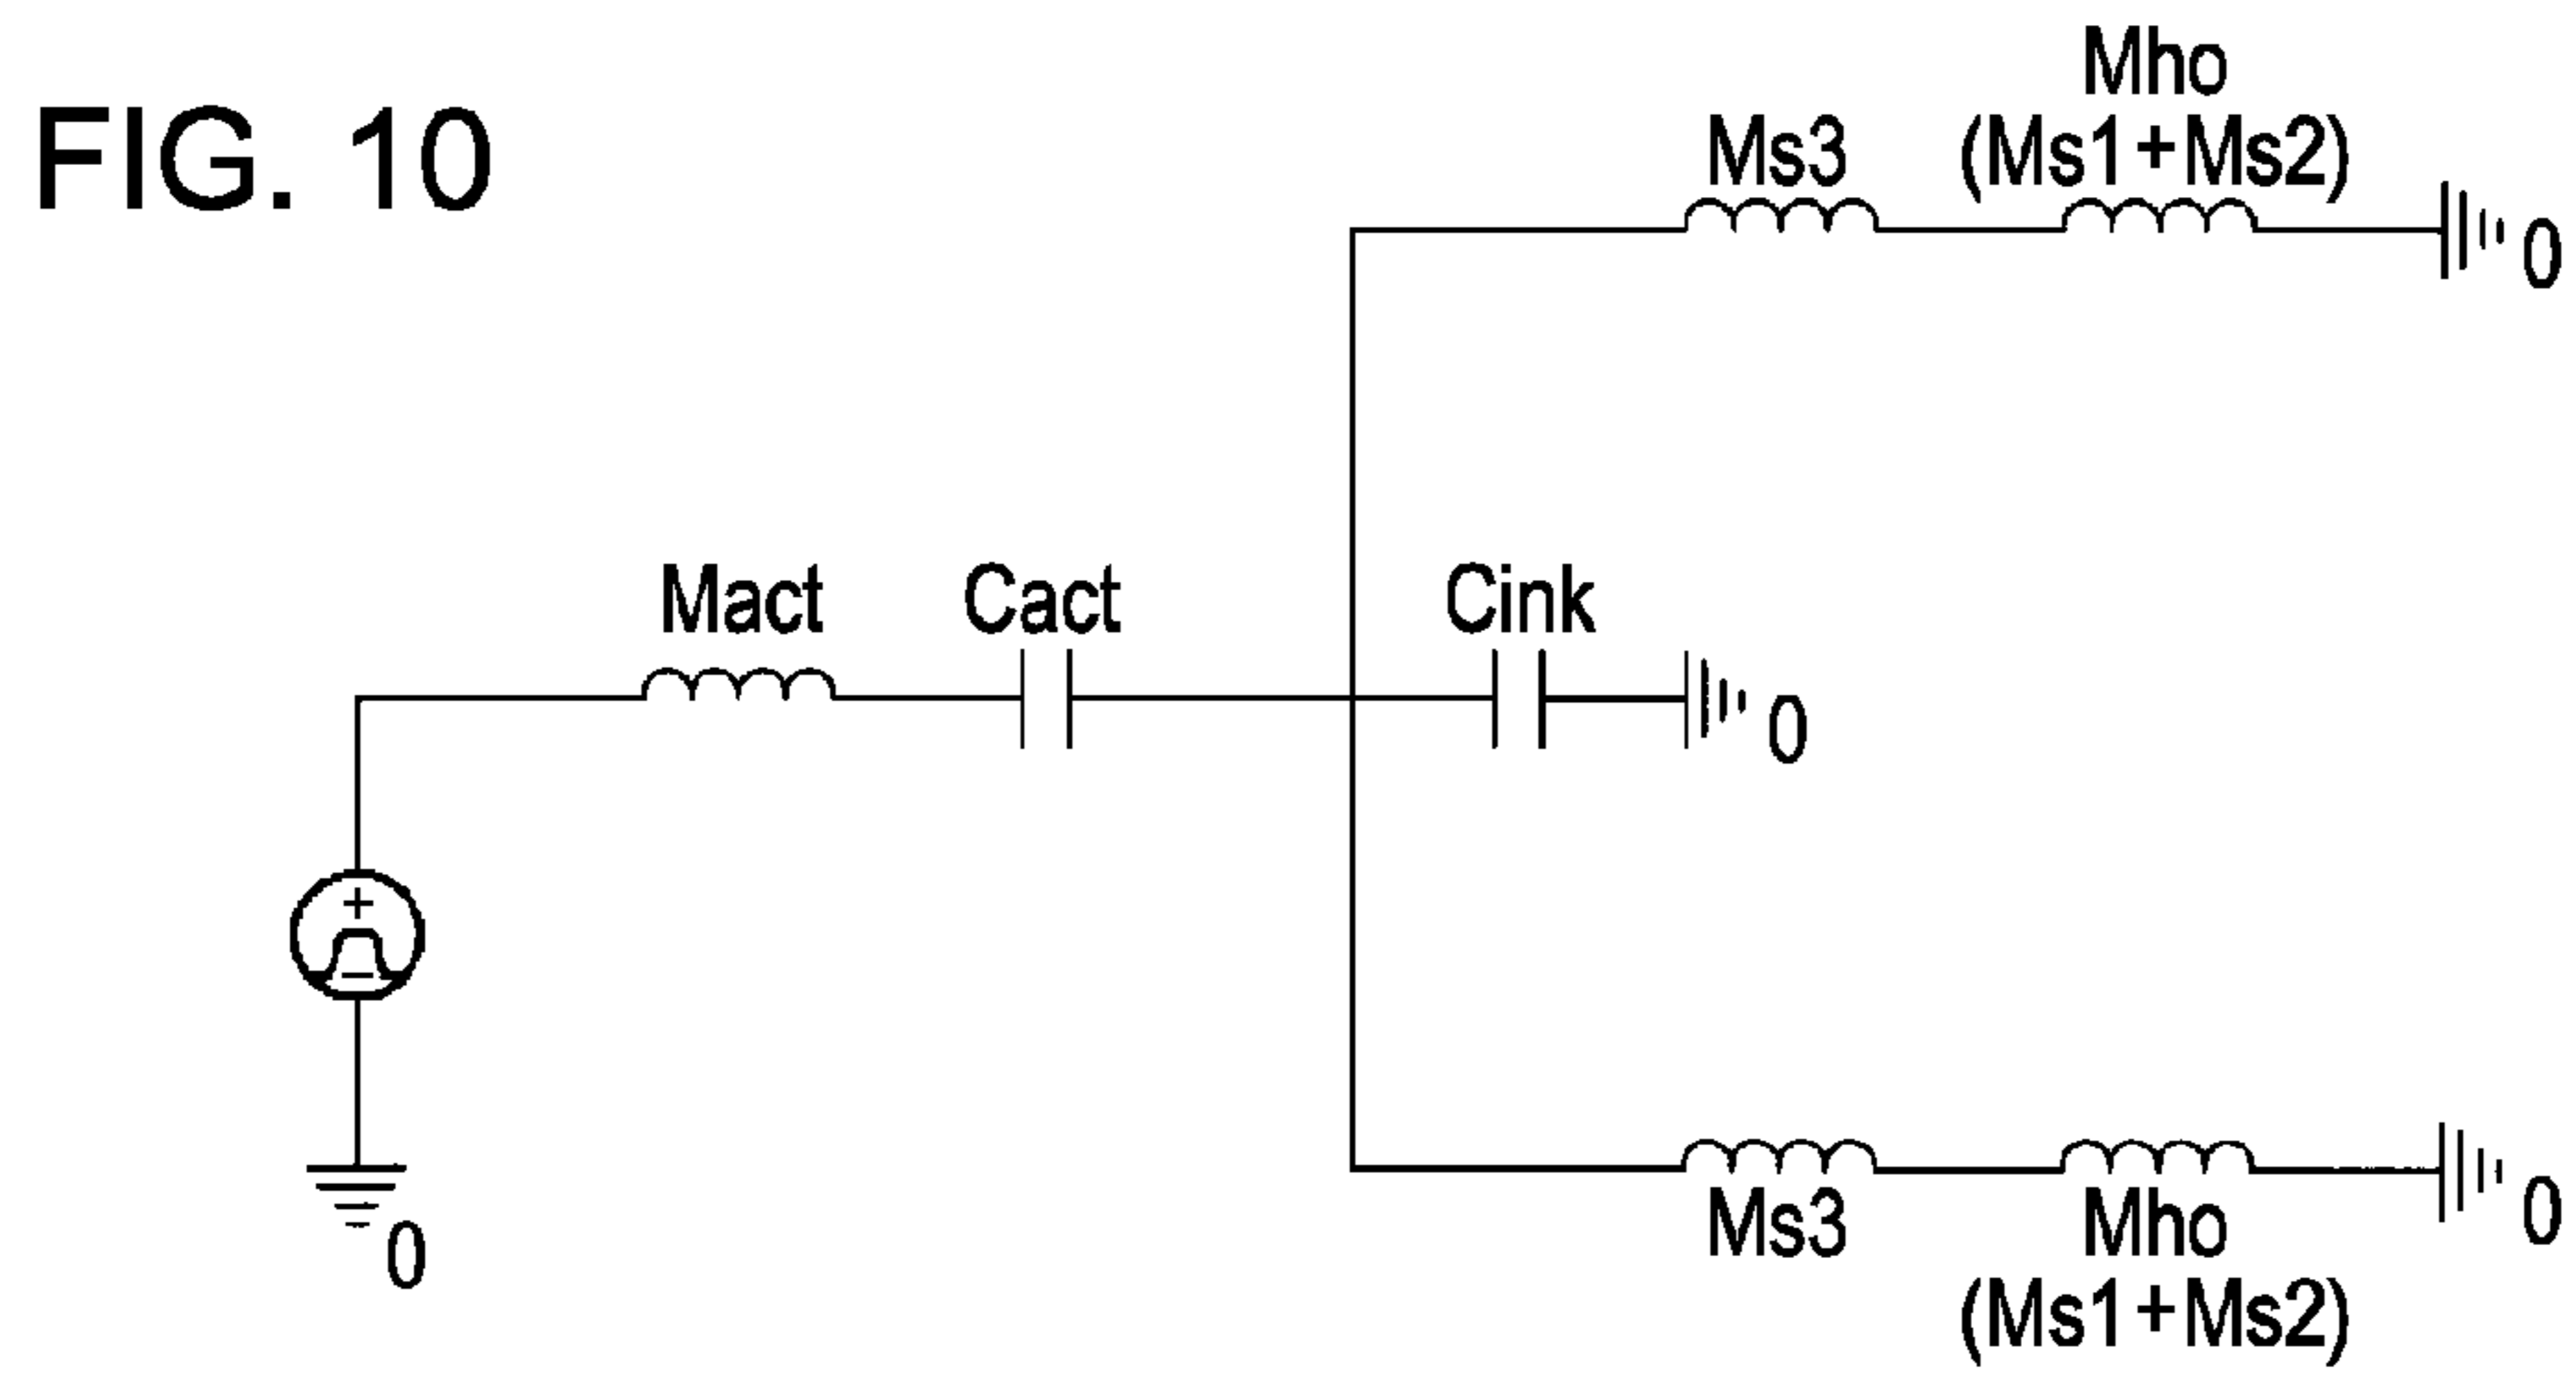 FIG. 10
Mho
Ms3 (Ms1+Ms2)
0
Mact Cact Cink
0
+
−
0
Ms3 Mho
(Ms1+Ms2)
0